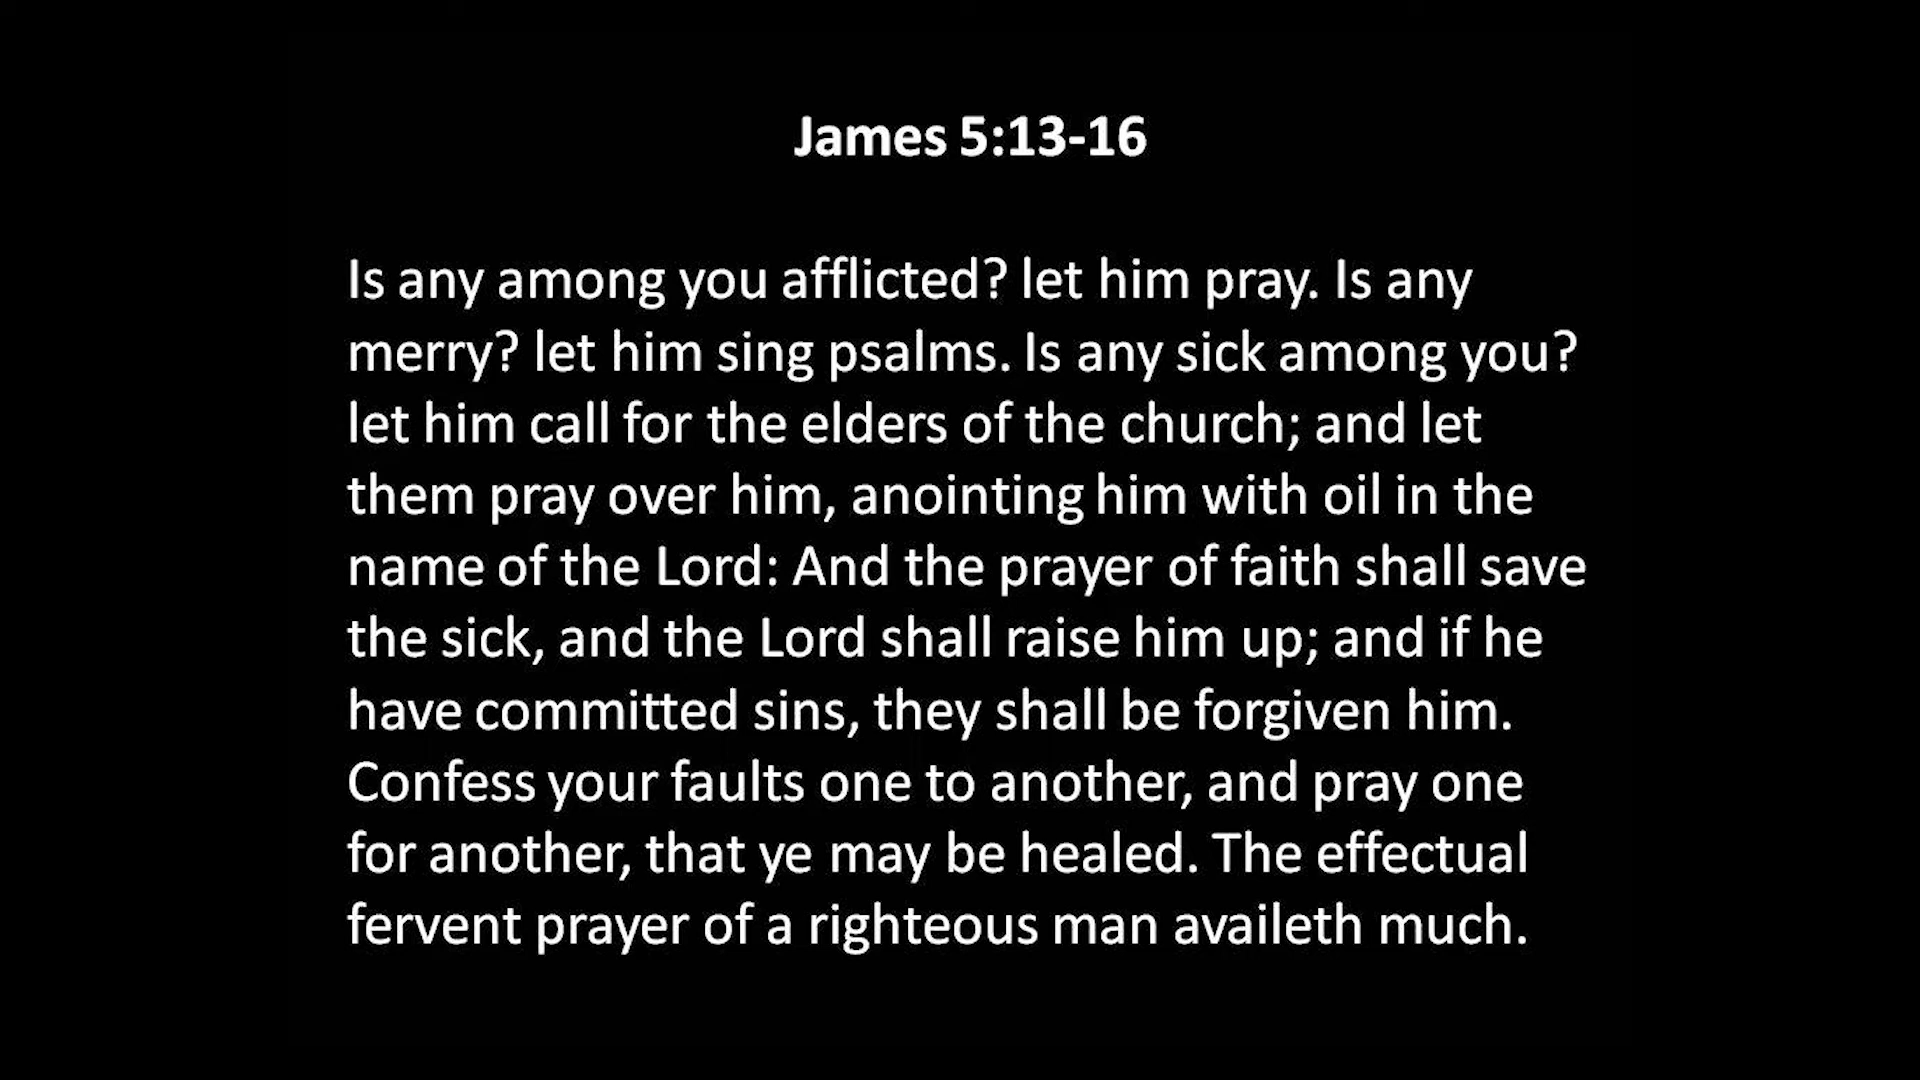 James 5:13-16
Is any among you afflicted? let him pray. Is any
merry? let him sing psalms. Is any sick among you?
let him call for the elders of the church; and let
them pray over him, anointing him with oil in the
name of the Lord: And the prayer of faith shall save
the sick, and the Lord shall raise him up; and if he
have committed sins, they shall be forgiven him.
Confess your faults one to another, and pray one
for another, that ye may be healed. The effectual
fervent prayer of a righteous man availeth much.